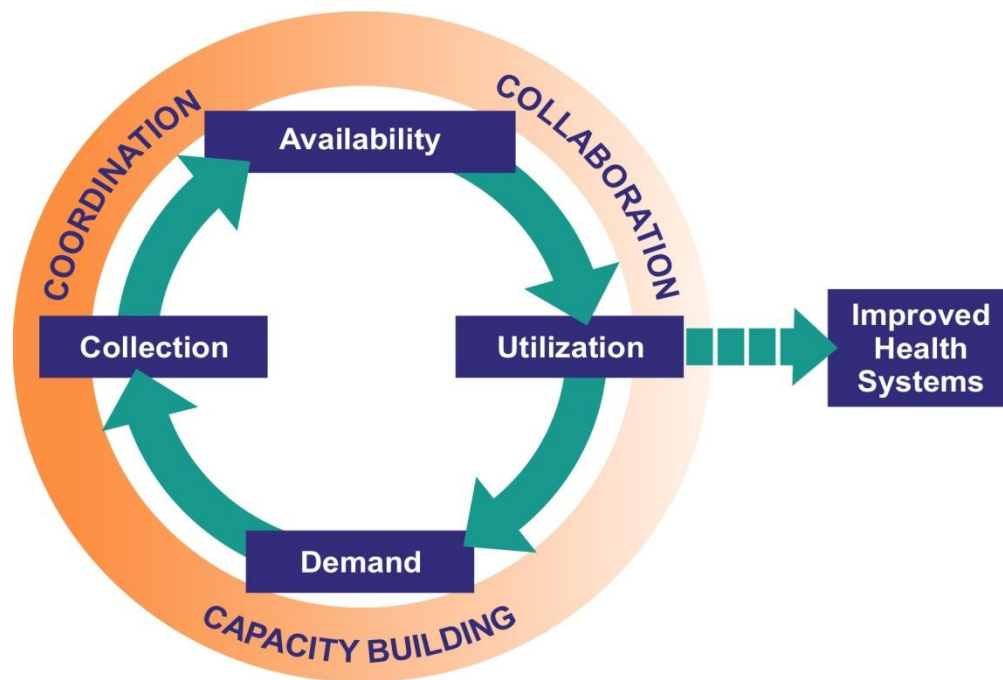 COORDINATION
COLLABORATION
Availability
Collection
Utilization
Improved
Health
Systems
Demand
CAPACITY BUILDING